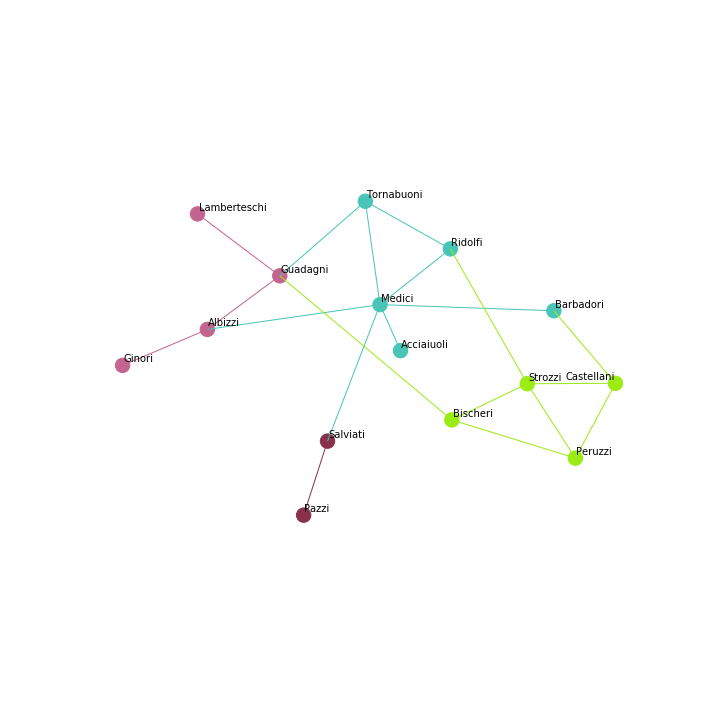 Tornabuoni
Lamberteschi
Ridolfi
Guadagni
Medici
Barbadori
Albizzi
Acciaiuoli
Ginori
Strozzi
Castellani
Bischeri
Salviati
Peruzzi
Pazzi